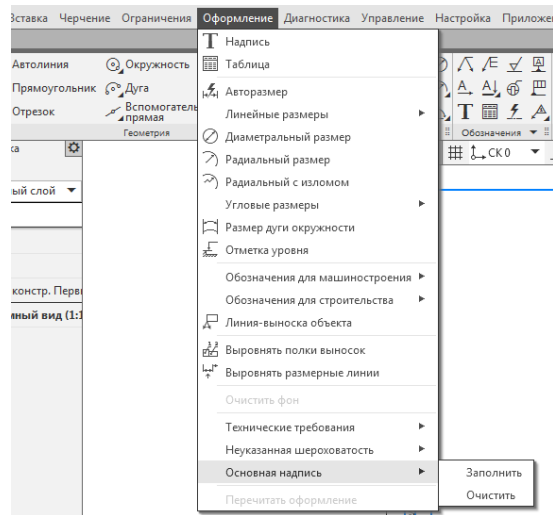 Вставка Черчение Ограничения Оформление Диагностика Управление Настройка Приложе
Надпись
Таблица
Авторазмер
Линейные размеры
Диаметральный размер
Радиальный размер
Радиальный с изломом
Угловые размеры
Размер дуги окружности
Отметка уровня
Обозначения для машиностроения
Обозначения для строительства
Линия-выноска объекта
Выровнять полки выносок
Выровнять размерные линии
Очистить фон
Технические требования
Неуказанная шероховатость
Основная надпись
Перечитать оформление
Заполнить
Очистить
Автолиния Окружность
Прямоугольник Дуга
Отрезок Вспомогатель
прямая
Геометрия
Обозначения
СК 0
ый слой
констр. Перв
ный вид (1:1